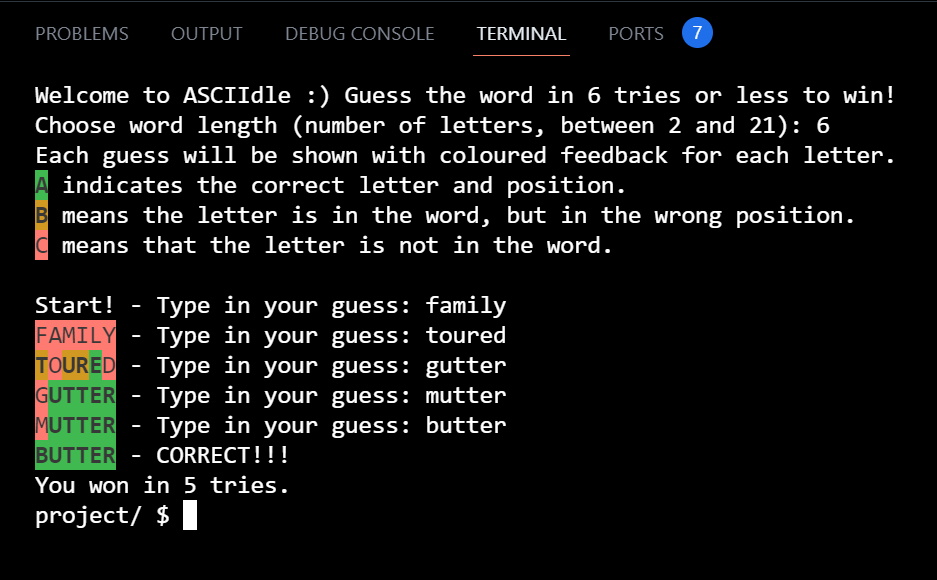 PROBLEMS OUTPUT DEBUG CONSOLE TERMINAL PORTS 7
Welcome to ASCIIdle :) Guess the word in 6 tries or less to win!
Choose word length (number of letters, between 2 and 21): 6
Each guess will be shown with coloured feedback for each letter.
A indicates the correct letter and position.
B means the letter is in the word, but in the wrong position.
C means that the letter is not in the word.
Start! - Type in your guess: family
FAMILY - Type in your guess: toured
TOURED - Type in your guess: gutter
GUTTER - Type in your guess: mutter
MUTTER - Type in your guess: butter
BUTTER - CORRECT!!!
You won in 5 tries.
project/ $